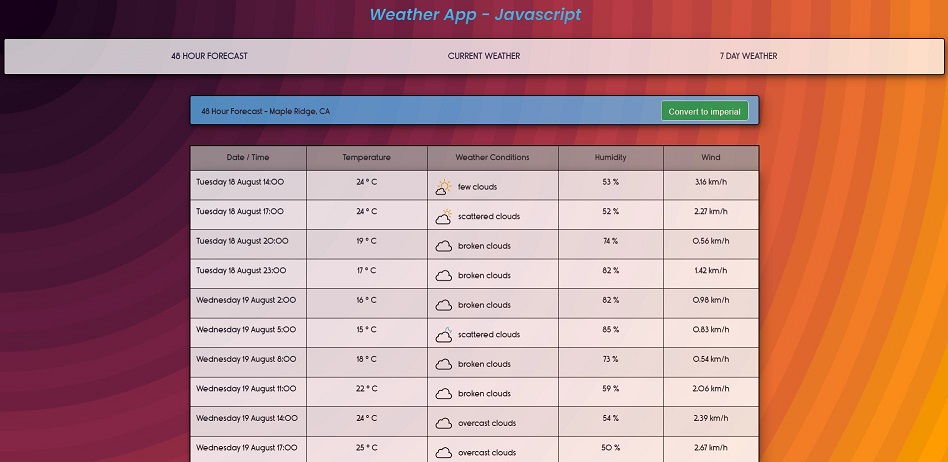 Weather App - Javascript
48 HOUR FORECAST CURRENT WEATHER 7 DAY WEATHER
48 Hour Forecast - Maple Ridge, CA Convert to imperial
Date / Time Temperature Weather Conditions Humidity Wind
Tuesday 18 August 14:00 24 ° C few clouds 53 % 3.16 km/h
Tuesday 18 August 17:00 24 ° C scattered clouds 52 % 2.27 km/h
Tuesday 18 August 20:00 19 ° C broken clouds 74 % 0.56 km/h
Tuesday 18 August 23:00 17 ° C broken clouds 82 % 1.42 km/h
Wednesday 19 August 2:00 16 ° C broken clouds 82 % 0.98 km/h
Wednesday 19 August 5:00 15 ° C scattered clouds 85 % 0.83 km/h
Wednesday 19 August 8:00 18 ° C broken clouds 73 % 0.54 km/h
Wednesday 19 August 11:00 22 ° C broken clouds 59 % 2.06 km/h
Wednesday 19 August 14:00 24 ° C overcast clouds 54 % 2.39 km/h
Wednesday 19 August 17:00 25 ° C overcast clouds 50 % 2.67 km/h